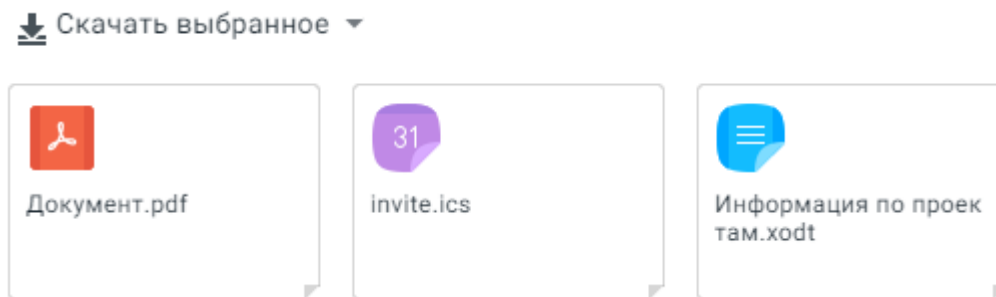 Скачать выбранное
31
Документ.pdf
invite.ics
Информация по проек
там.xodt